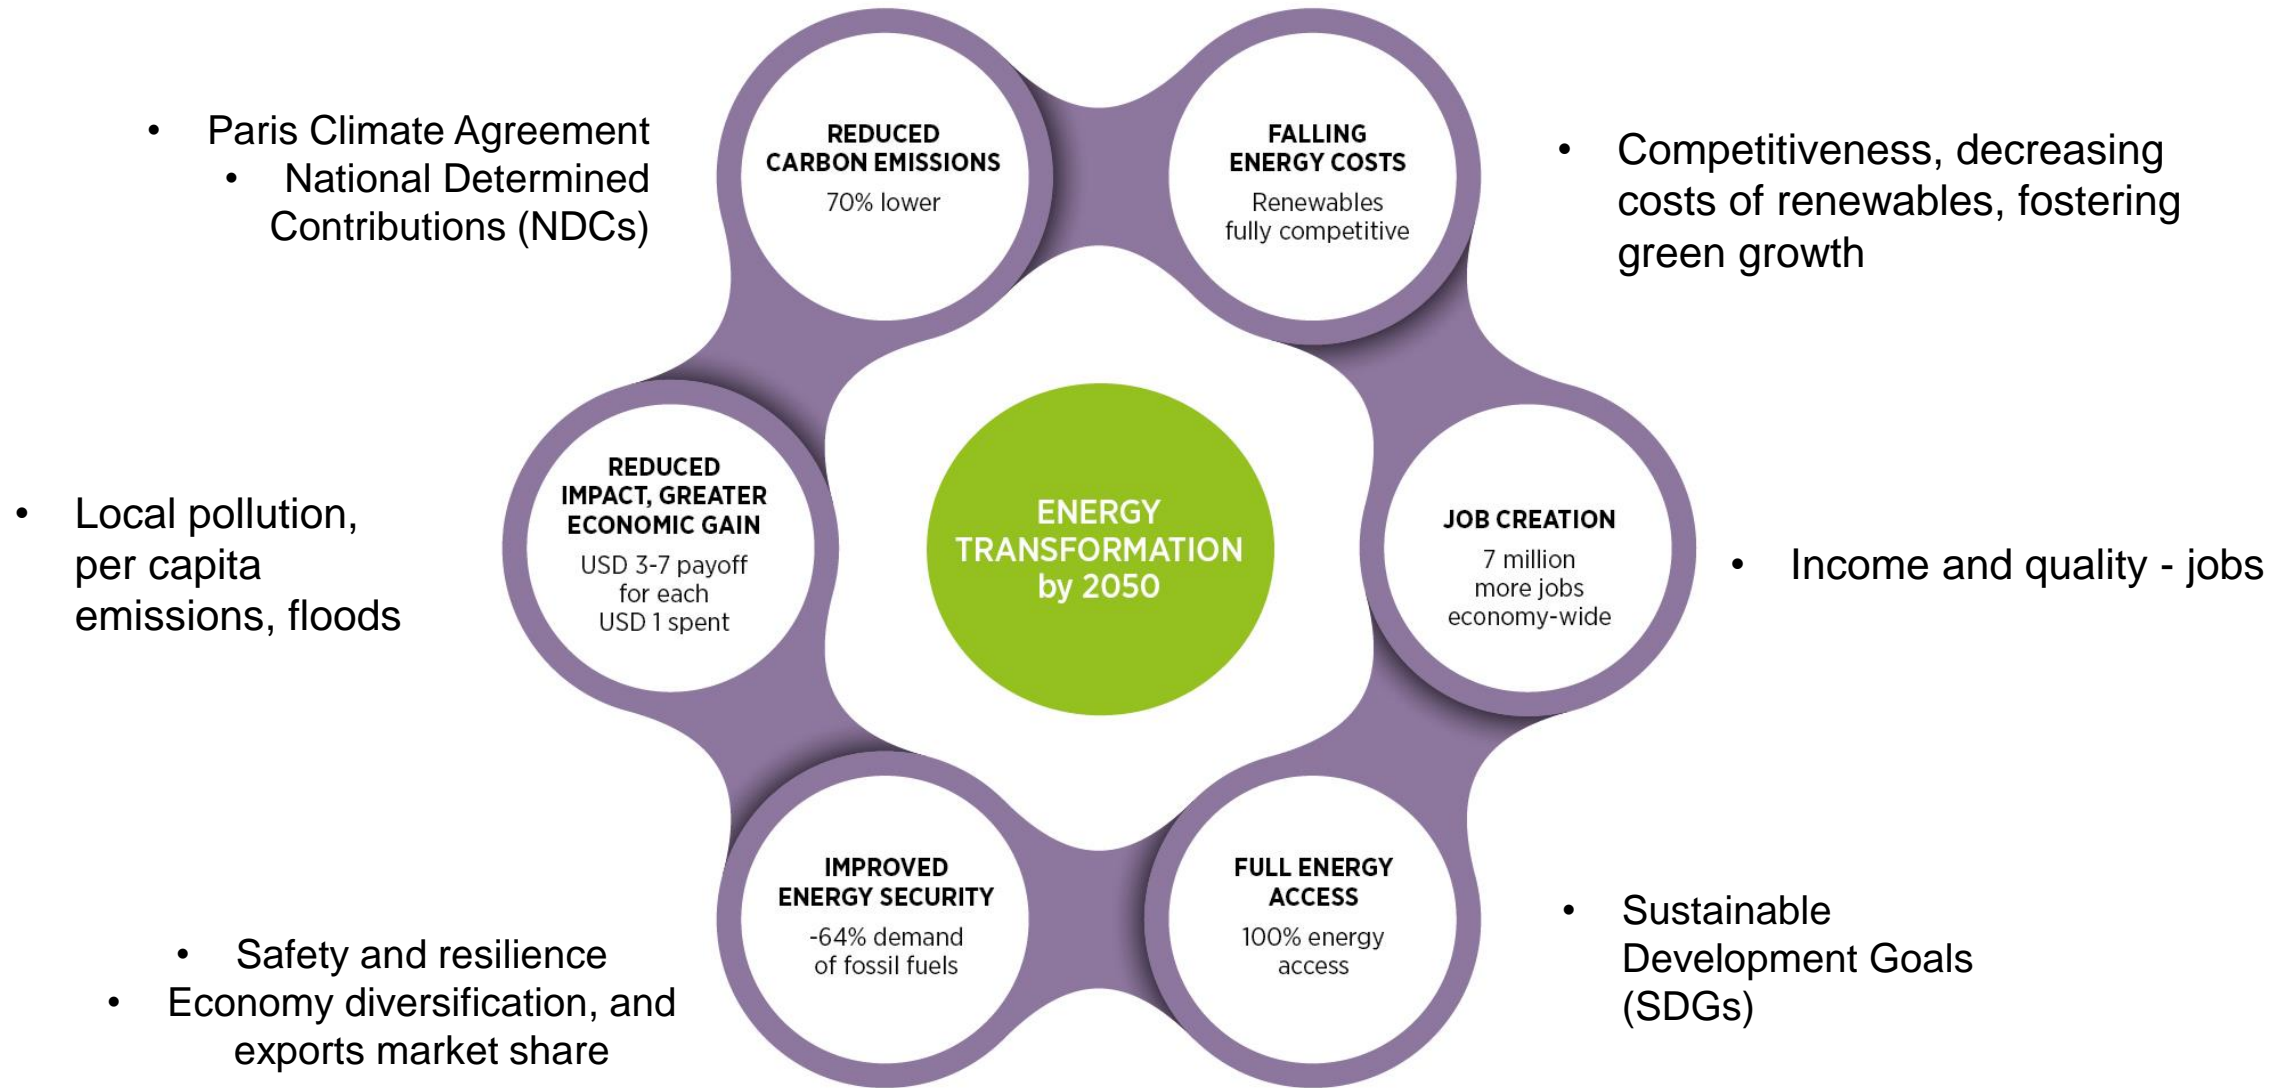 • Paris Climate Agreement
• National Determined
Contributions (NDCs)
REDUCED
CARBON EMISSIONS
70% lower
FALLING
ENERGY COSTS
Renewables
fully competitive
• Competitiveness, decreasing
costs of renewables, fostering
green growth
• Local pollution,
per capita
emissions, floods
REDUCED
IMPACT, GREATER
ECONOMIC GAIN
USD 3-7 payoff
for each
USD 1 spent
ENERGY
TRANSFORMATION
by 2050
JOB CREATION
7 million
more jobs
economy-wide
• Income and quality - jobs
• Safety and resilience
• Economy diversification, and
exports market share
IMPROVED
ENERGY SECURITY
-64% demand
of fossil fuels
FULL ENERGY
ACCESS
100% energy
access
• Sustainable
Development Goals
(SDGs)